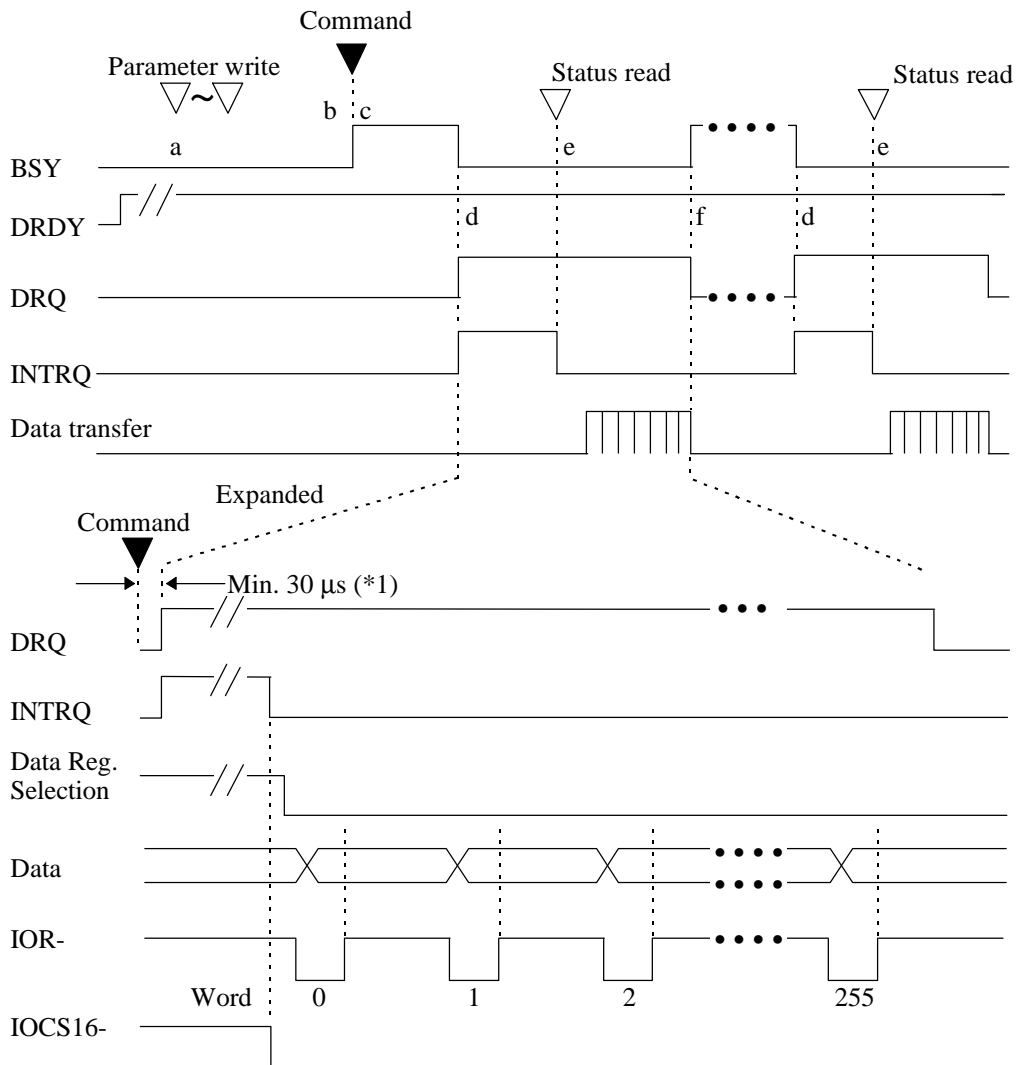 Command
Parameter write
Status read
Status read
~
b c
a
e
e
BSY
d
f
d
DRDY
DRQ
INTRQ
Data transfer
Expanded
Command
Min. 30 µs (*1)
DRQ
INTRQ
Data Reg.
Selection
Data
IOR-
Word 0 1 2 255
IOCS16-